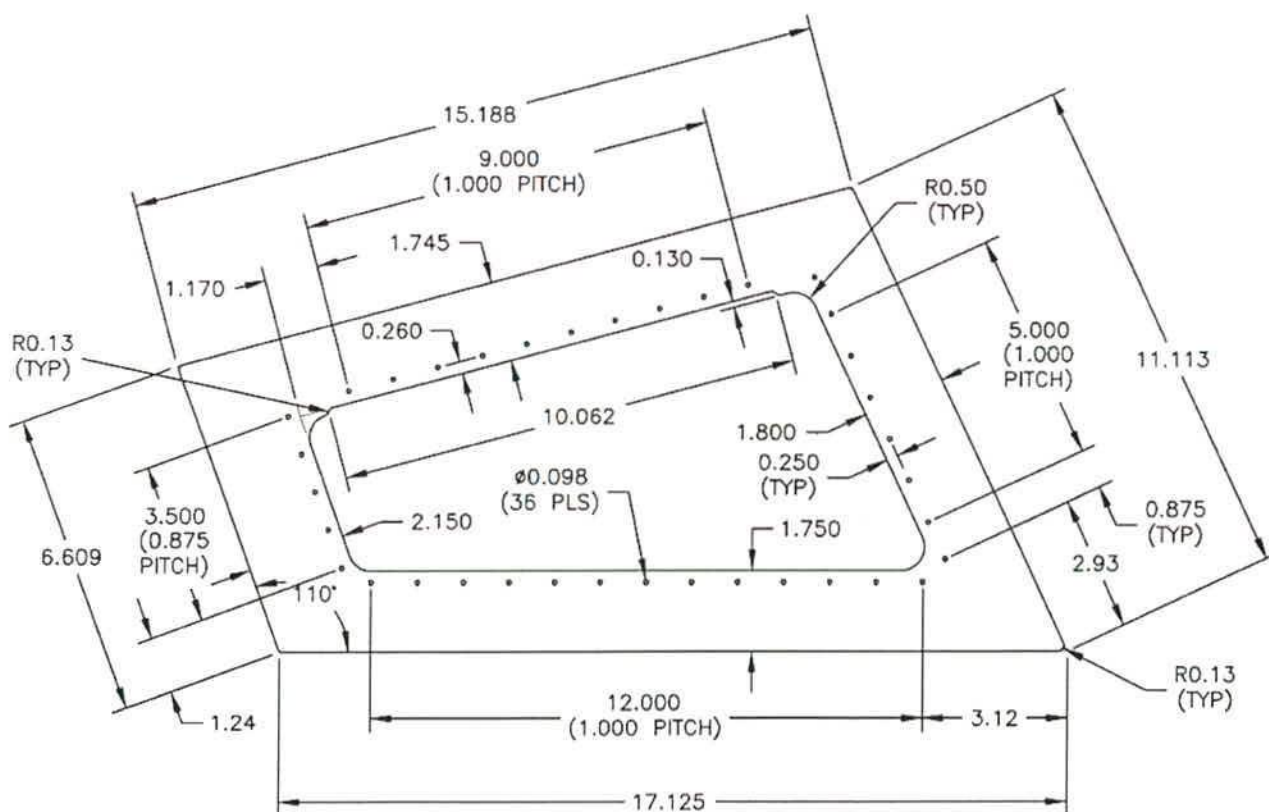 15.188
9.000
(1.000 PITCH)
R0.50
(TYP)
1.745
0.130
1.170
0.260
5.000
(1.000
PITCH)
11.113
R0.13
(TYP)
10.062
1.800
0.250
(TYP)
ø0.098
(36 PLS)
3.500
(0.875
PITCH)
2.150
1.750
0.875
(TYP)
6.609
2.93
110°
R0.13
(TYP)
1.24
12.000
(1.000 PITCH)
3.12
17.125